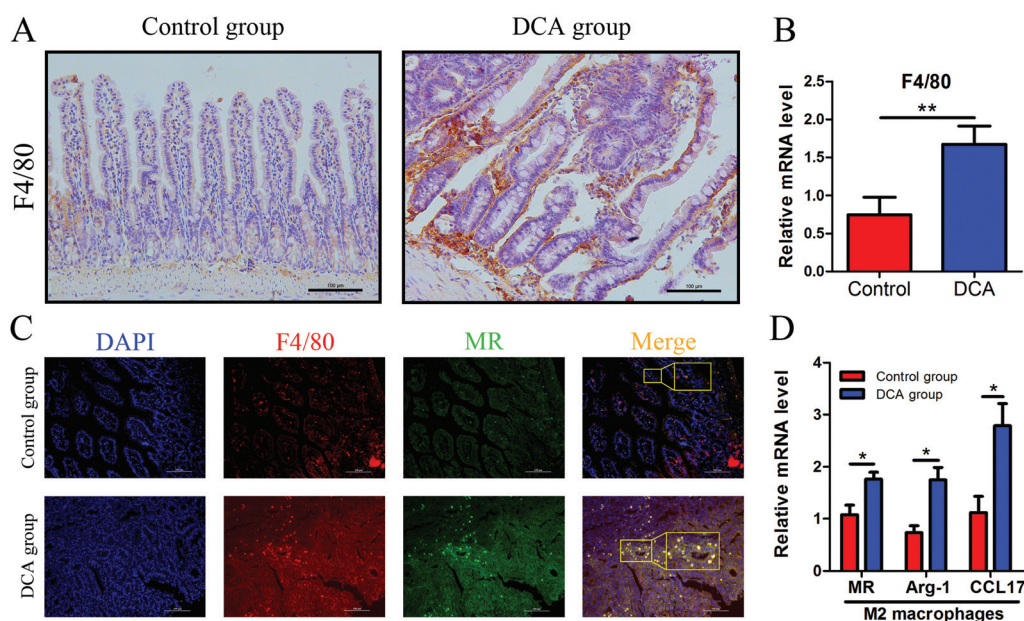 A
Control group
DCA group
F4/80
100 μm
100 μm
B
F4/80
**
Relative mRNA level
2.5
2.0
1.5
1.0
0.5
0.0
Control
DCA
C
DAPI
F4/80
MR
Merge
Control group
DCA group
D
Relative mRNA level
4
3
2
1
0
Control group
DCA group
*
*
*
MR
Arg-1
CCL17
M2 macrophages